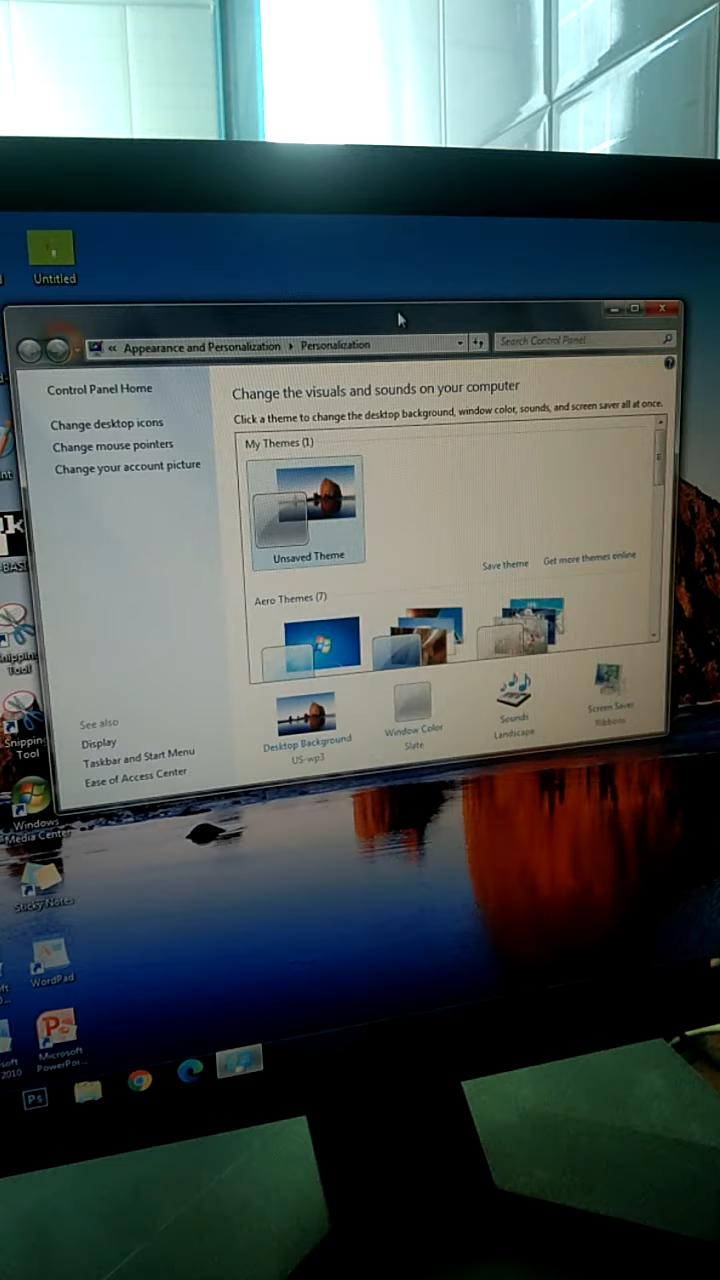 Untitled
« Appearance and Personalization ▸ Personalization
Search Control Panel
Control Panel Home
Change desktop icons
Change mouse pointers
Change your account picture
Change the visuals and sounds on your computer
Click a theme to change the desktop background, window color, sounds, and screen saver all at once.
My Themes (1)
Unsaved Theme
Save theme
Get more themes online
Aero Themes (7)
Desktop Background
US-wp3
Window Color
Slate
Sounds
Landscape
Screen Saver
Ribbons
See also
Display
Taskbar and Start Menu
Ease of Access Center
Snipping
Tool
Snipping
Tool
Windows
Media Center
Sticky Notes
WordPad
Microsoft
PowerPoi...
2010
Ps